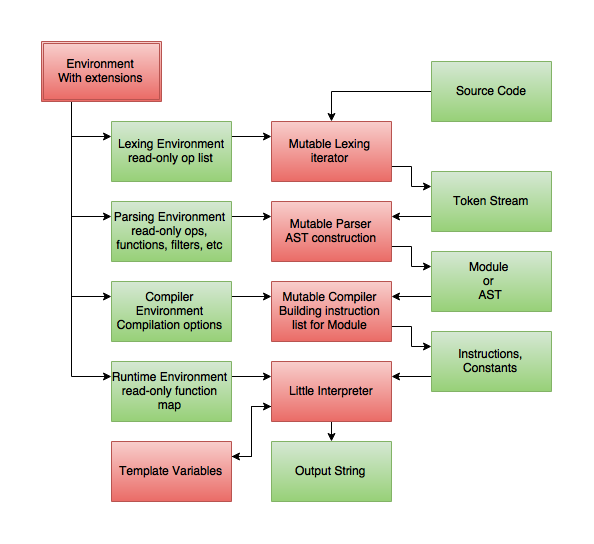 Environment
With extensions
Source Code
Lexing Environment
read-only op list
Mutable Lexing
iterator
Token Stream
Parsing Environment
read-only ops,
functions, filters, etc
Mutable Parser
AST construction
Module
or
AST
Compiler
Environment
Compilation options
Mutable Compiler
Building instruction
list for Module
Instructions,
Constants
Runtime Environment
read-only function
map
Little Interpreter
Template Variables
Output String